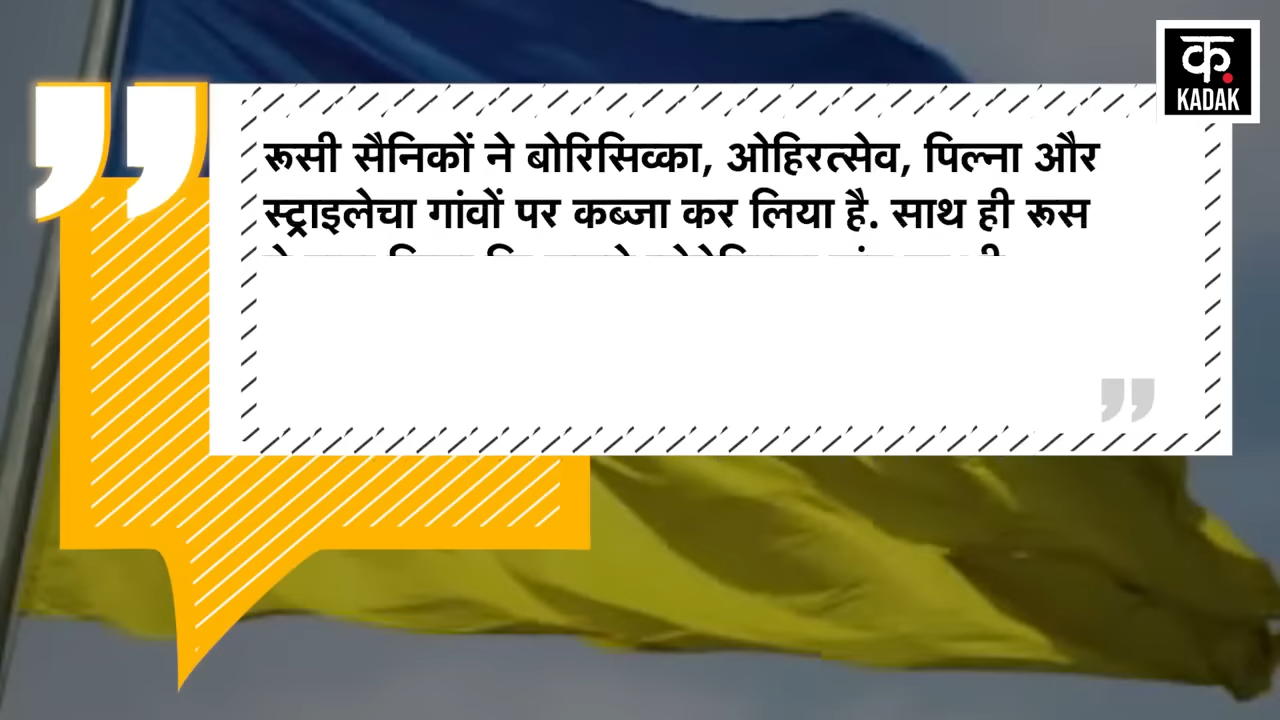 क.
KADAK
रूसी सैनिकों ने बोरिसिव्का, ओहिरत्सेव, पिल्ना और
स्ट्राइलेचा गांवों पर कब्जा कर लिया है. साथ ही रूस